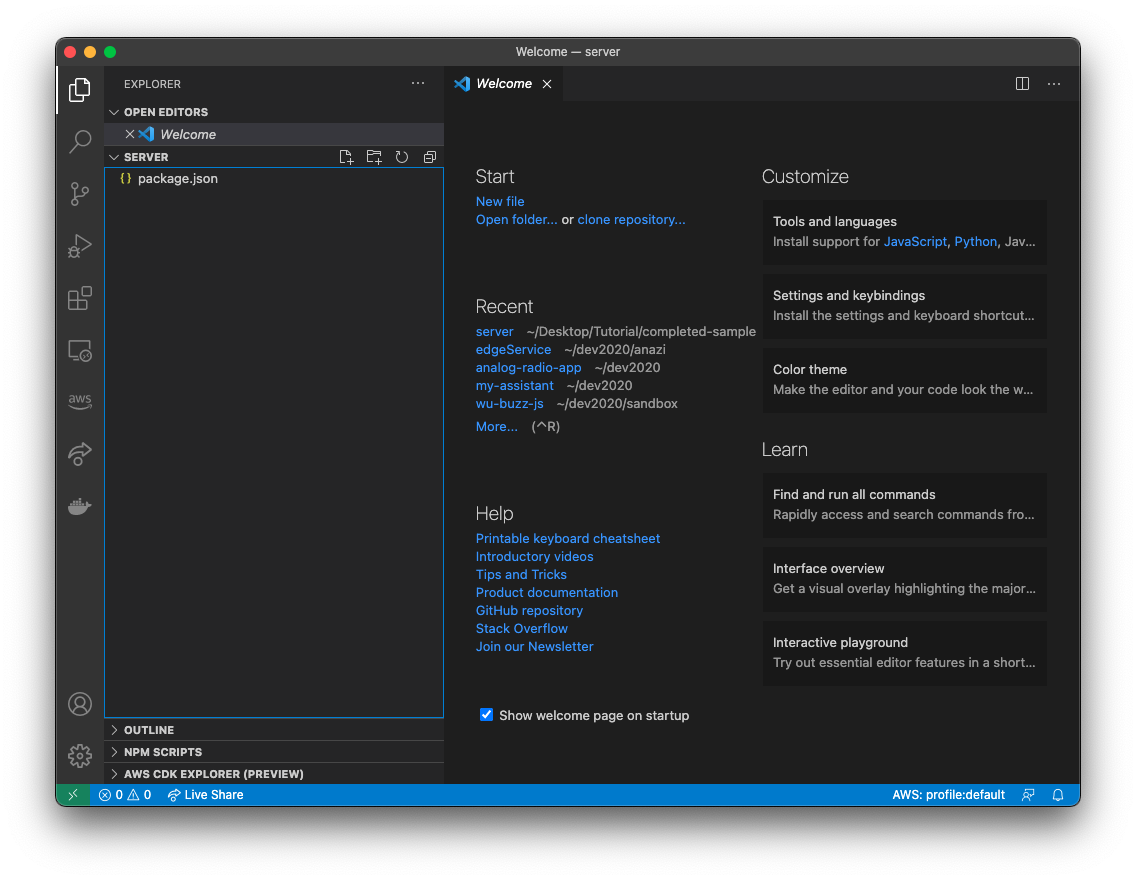 Welcome — server
EXPLORER
OPEN EDITORS
Welcome
SERVER
{} package.json
OUTLINE
NPM SCRIPTS
AWS CDK EXPLORER (PREVIEW)
aws
Welcome
Start
New file
Open folder... or clone repository...
Recent
server ~/Desktop/Tutorial/completed-sample
edgeService ~/dev2020/anazi
analog-radio-app ~/dev2020
my-assistant ~/dev2020
wu-buzz-js ~/dev2020/sandbox
More... (^R)
Help
Printable keyboard cheatsheet
Introductory videos
Tips and Tricks
Product documentation
GitHub repository
Stack Overflow
Join our Newsletter
Show welcome page on startup
Customize
Tools and languages
Install support for JavaScript, Python, Jav...
Settings and keybindings
Install the settings and keyboard shortcut...
Color theme
Make the editor and your code look the w...
Learn
Find and run all commands
Rapidly access and search commands fro...
Interface overview
Get a visual overlay highlighting the major...
Interactive playground
Try out essential editor features in a short...
0 0 Live Share
AWS: profile:default